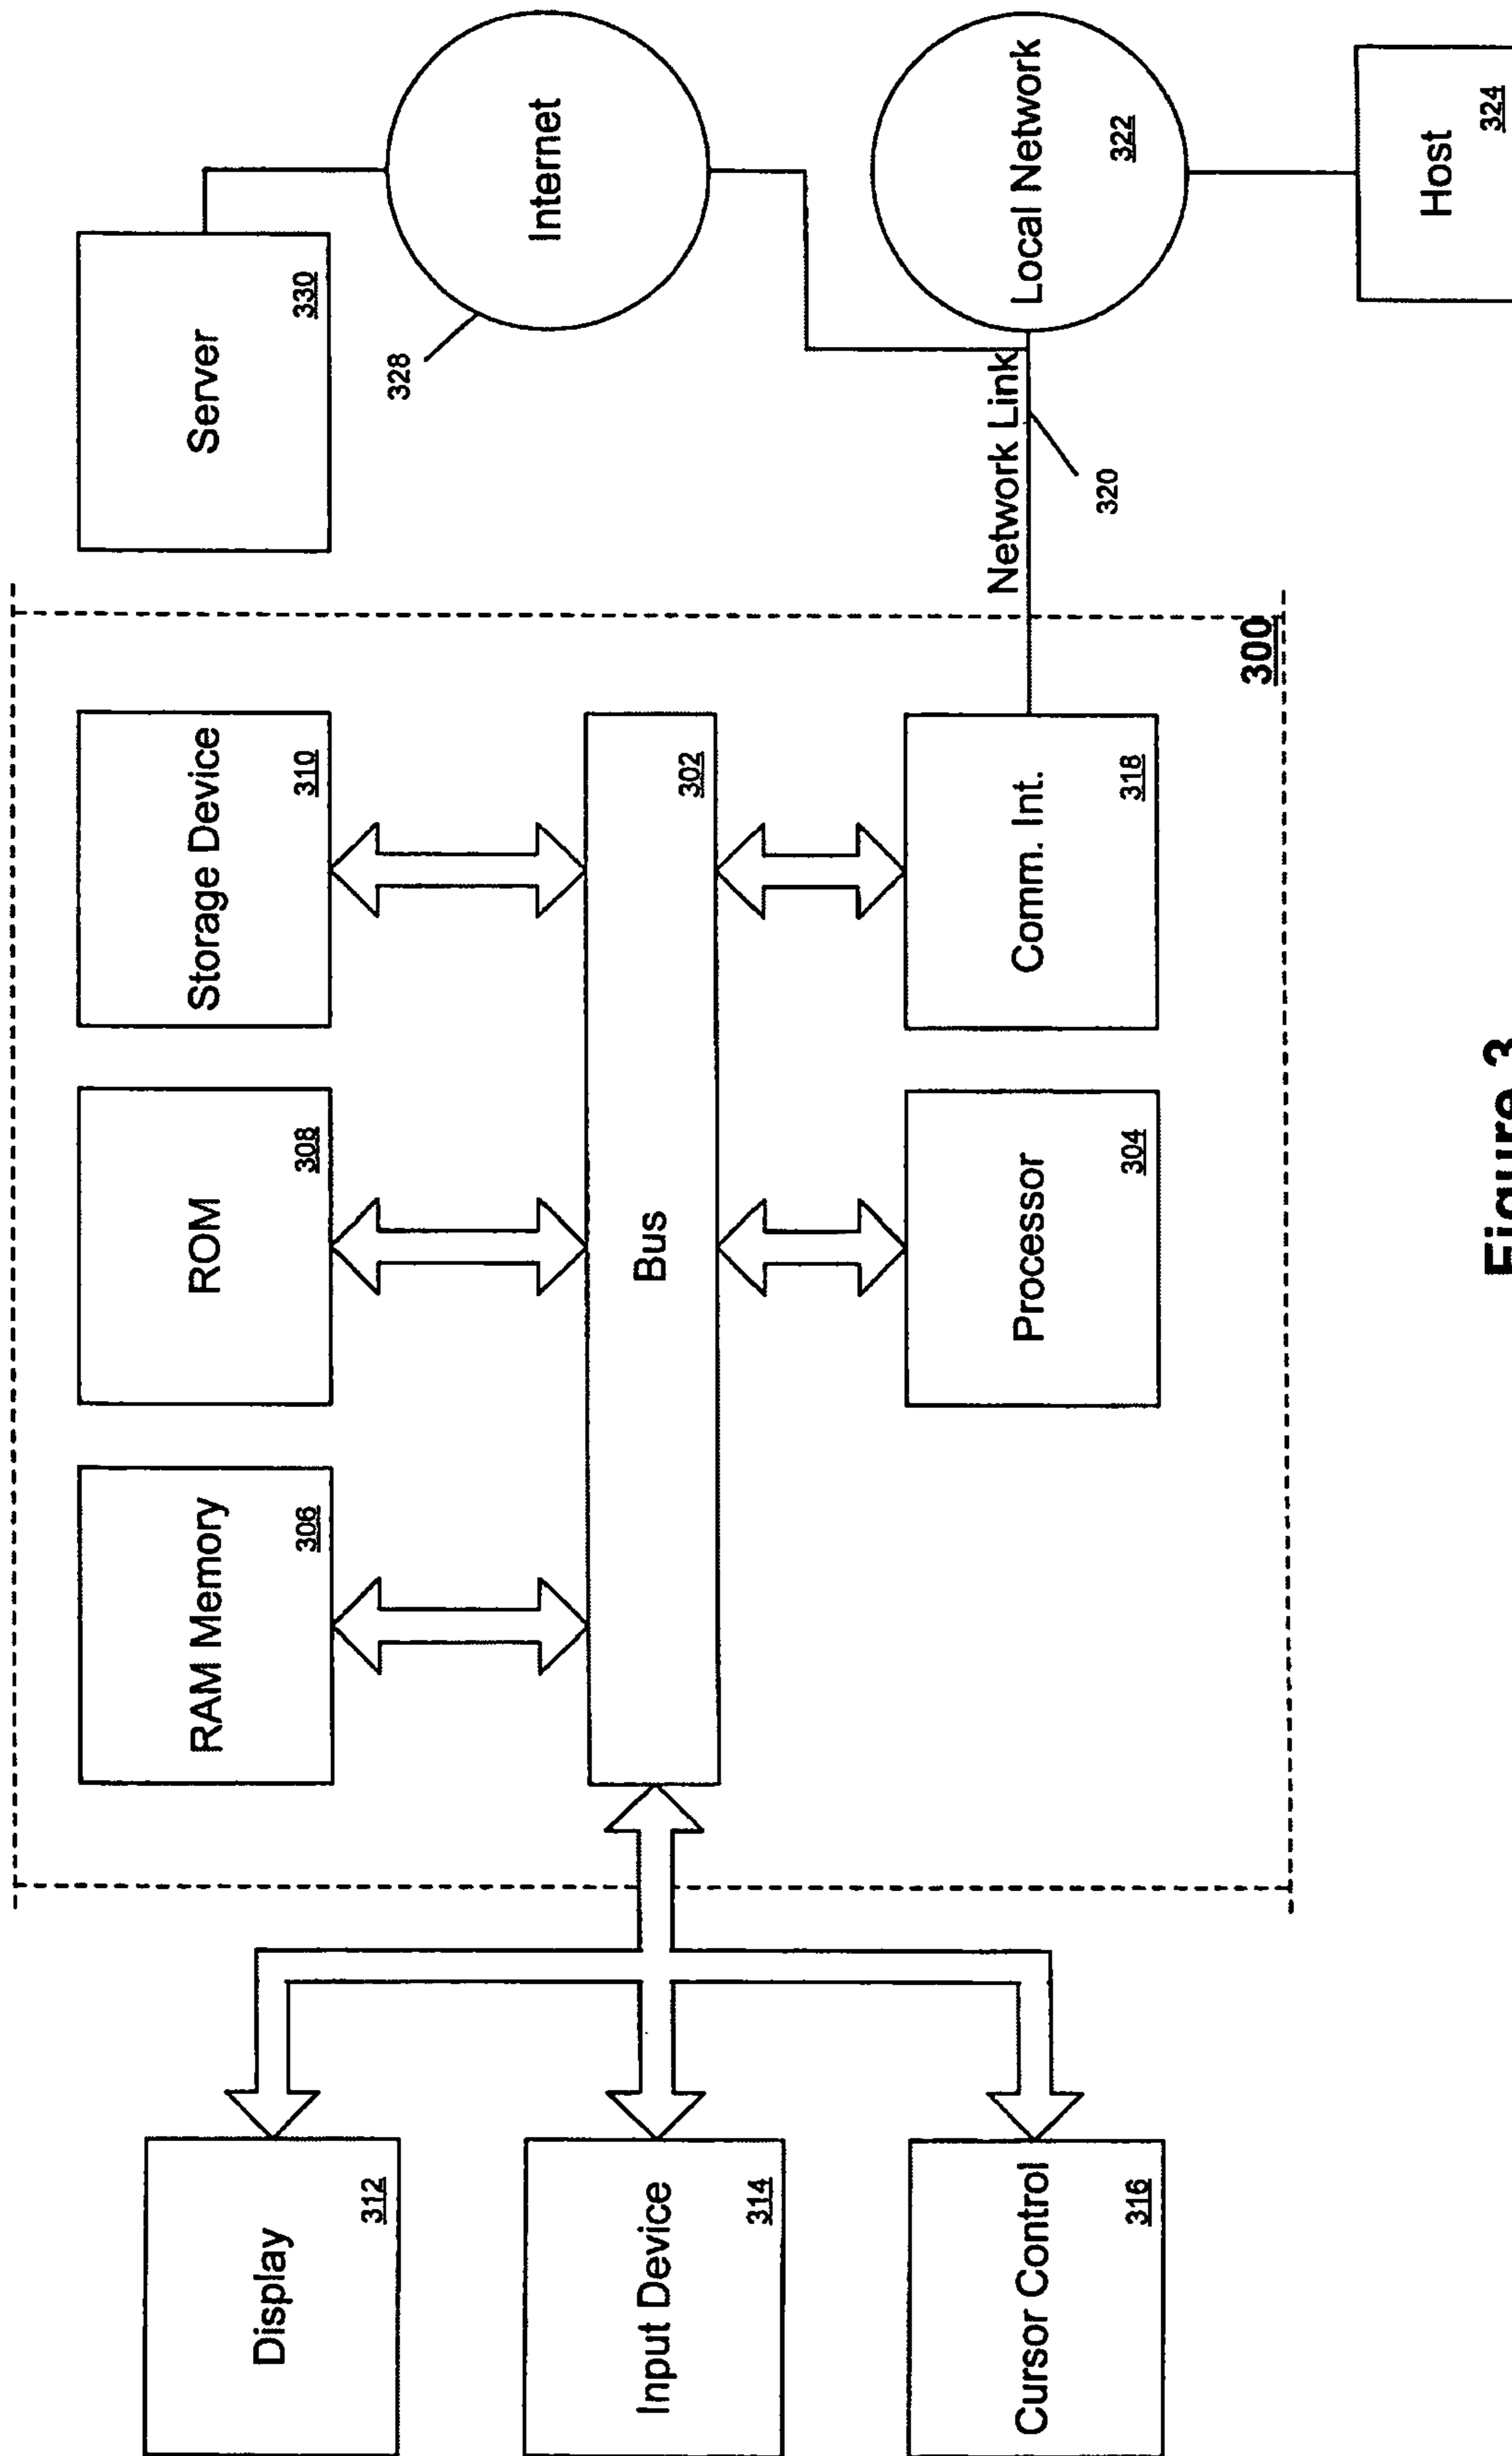 Display
312
Input Device
314
Cursor Control
316
RAM Memory
306
ROM
308
Storage Device
310
Bus
302
Processor
304
Comm. Int.
318
300
Server
330
328
Internet
Network Link
320
Local Network
322
Host
324
Figure 3